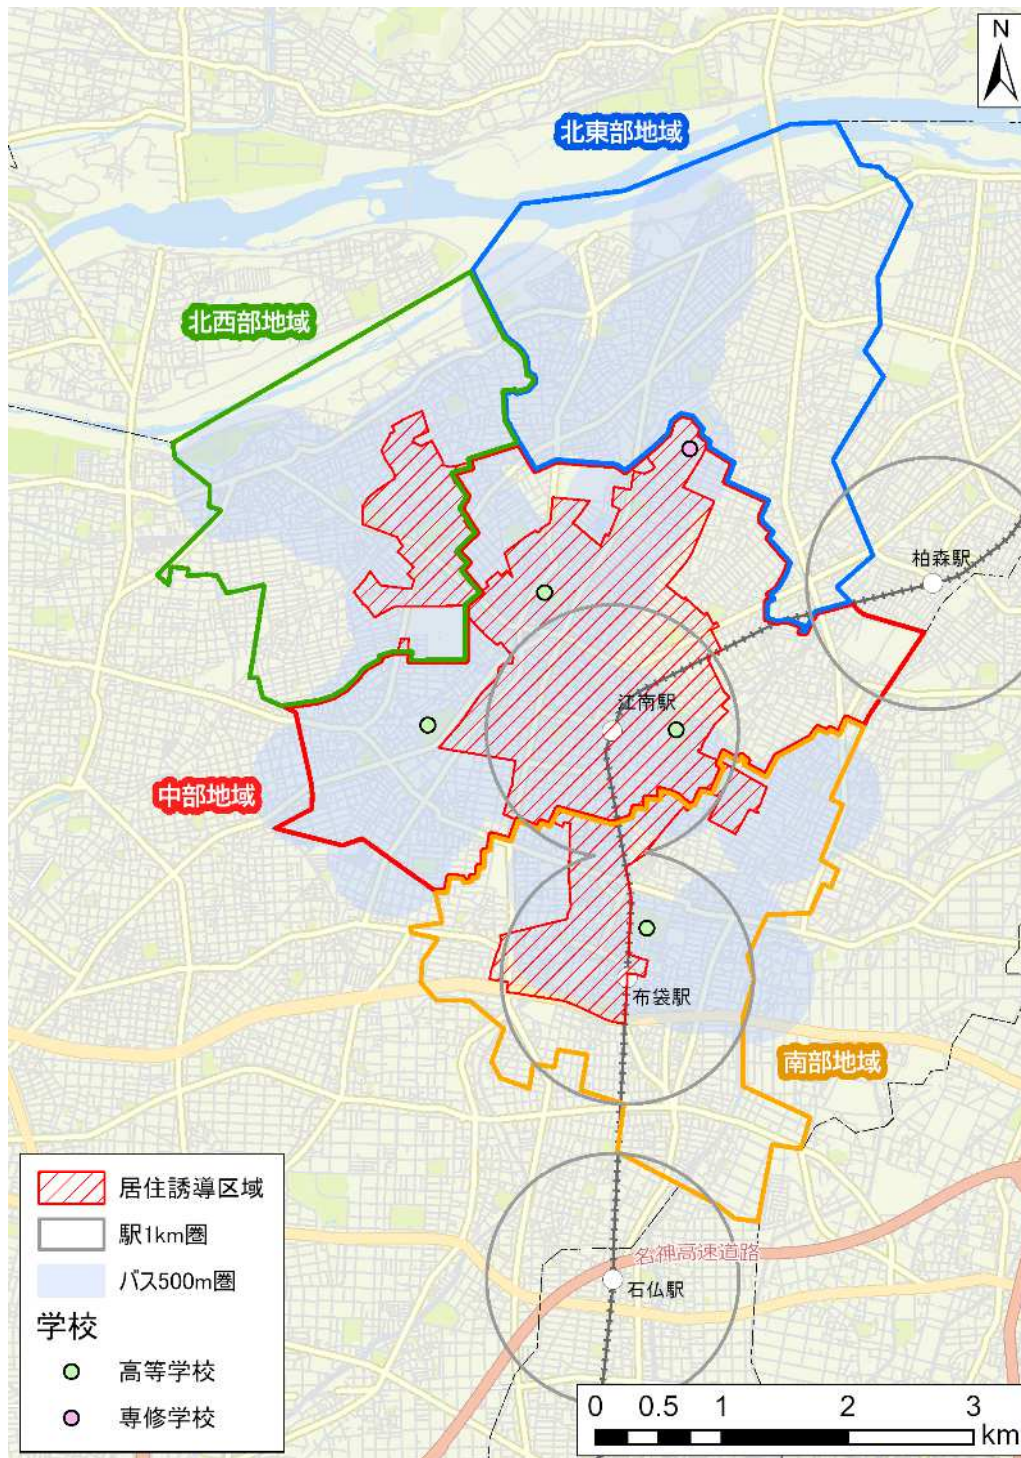 N
北東部地域
北西部地域
柏森駅
江南駅
中部地域
布袋駅
南部地域
名神高速道路
石仏駅
居住誘導区域
駅1km圏
バス500m圏
学校
高等学校
専修学校
0 0.5 1 2 3
km